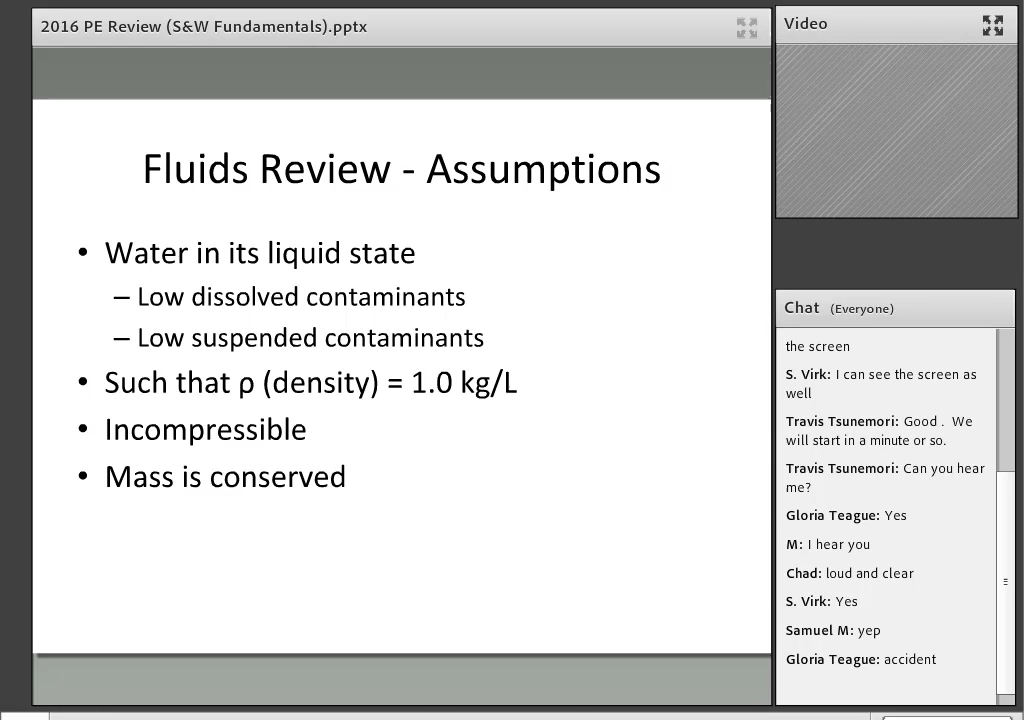 2016 PE Review (S&W Fundamentals).pptx
Fluids Review - Assumptions
• Water in its liquid state
– Low dissolved contaminants
– Low suspended contaminants
• Such that ρ (density) = 1.0 kg/L
• Incompressible
• Mass is conserved
Video
Chat (Everyone)
the screen
S. Virk: I can see the screen as
well
Travis Tsunemori: Good . We
will start in a minute or so.
Travis Tsunemori: Can you hear
me?
Gloria Teague: Yes
M: I hear you
Chad: loud and clear
S. Virk: Yes
Samuel M: yep
Gloria Teague: accident